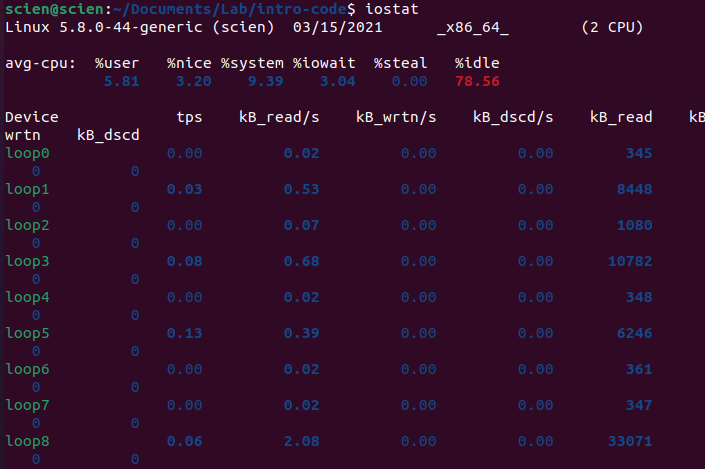 scien@scien:~/Documents/Lab/intro-code$ iostat
Linux 5.8.0-44-generic (scien)  03/15/2021      _x86_64_        (2 CPU)
avg-cpu:  %user   %nice %system %iowait  %steal   %idle
           5.81    3.20    9.39    3.04    0.00   78.56
Device             tps    kB_read/s    kB_wrtn/s    kB_dscd/s    kB_read    kB
wrtn    kB_dscd
loop0             0.00         0.02         0.00         0.00        345
   0          0
loop1             0.03         0.53         0.00         0.00       8448
   0          0
loop2             0.00         0.07         0.00         0.00       1080
   0          0
loop3             0.08         0.68         0.00         0.00      10782
   0          0
loop4             0.00         0.02         0.00         0.00        348
   0          0
loop5             0.13         0.39         0.00         0.00       6246
   0          0
loop6             0.00         0.02         0.00         0.00        361
   0          0
loop7             0.00         0.02         0.00         0.00        347
   0          0
loop8             0.06         2.08         0.00         0.00      33071
   0          0